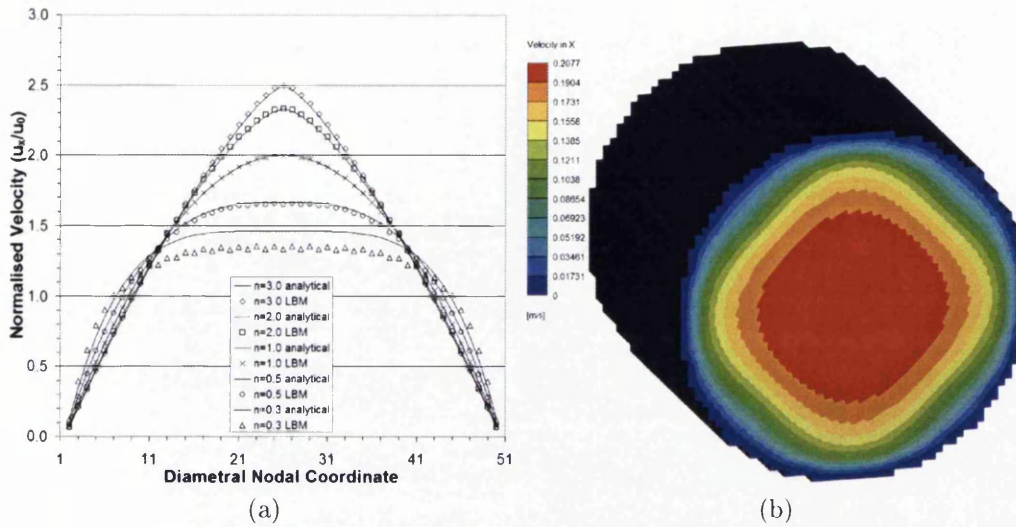 3.0
2.5
2.0
1.5
1.0
0.5
0.0
Normalised Velocity (uₓ/u₀)
n=3.0 analytical
n=3.0 LBM
n=2.0 analytical
n=2.0 LBM
n=1.0 analytical
n=1.0 LBM
n=0.5 analytical
n=0.5 LBM
n=0.3 analytical
n=0.3 LBM
1 11 21 31 41 51
Diametral Nodal Coordinate
(a)
Velocity in X
0.2077
0.1904
0.1731
0.1558
0.1385
0.1211
0.1038
0.08654
0.06923
0.05192
0.03461
0.01731
0
[m/s]
(b)